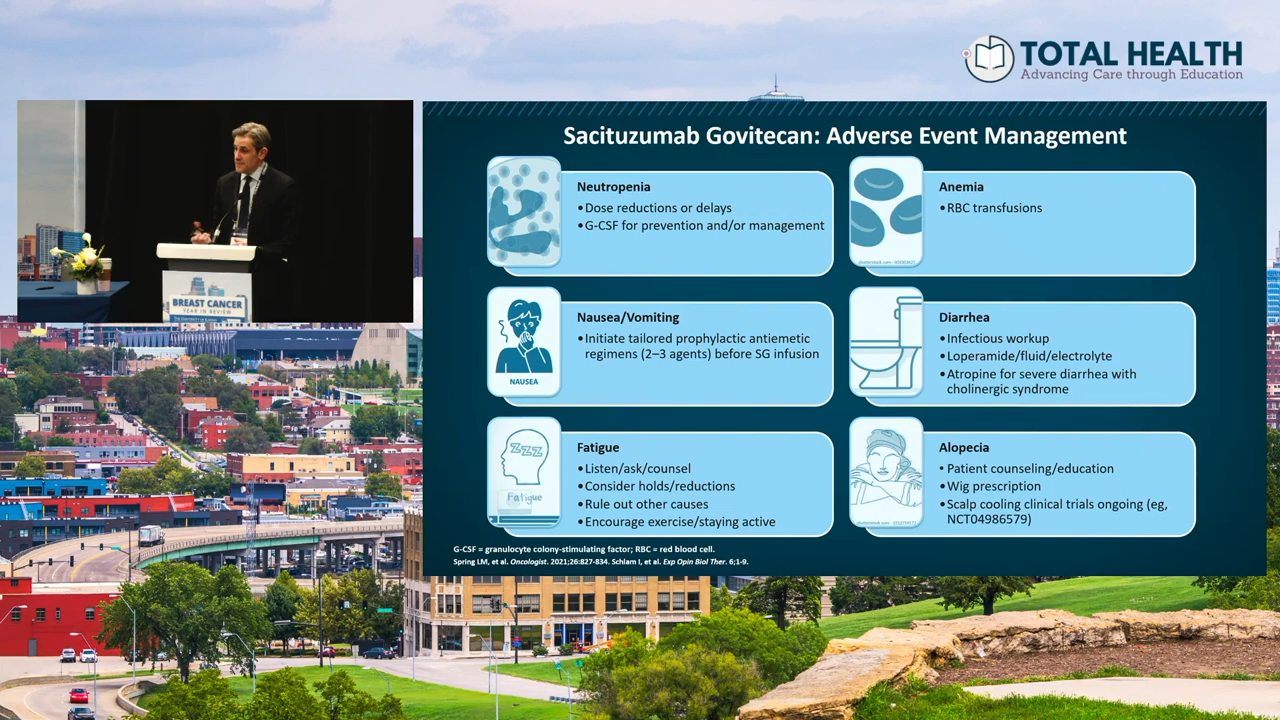 TOTAL HEALTH
Advancing Care through Education
BREAST CANCER
YEAR IN REVIEW
Sacituzumab Govitecan: Adverse Event Management
Neutropenia
•Dose reductions or delays
•G-CSF for prevention and/or management
Anemia
•RBC transfusions
NAUSEA
Nausea/Vomiting
•Initiate tailored prophylactic antiemetic
regimens (2–3 agents) before SG infusion
Diarrhea
•Infectious workup
•Loperamide/fluid/electrolyte
•Atropine for severe diarrhea with
cholinergic syndrome
ZZZ
Fatigue
Fatigue
•Listen/ask/counsel
•Consider holds/reductions
•Rule out other causes
•Encourage exercise/staying active
Alopecia
• Patient counseling/education
•Wig prescription
•Scalp cooling clinical trials ongoing (eg,
NCT04986579)
G-CSF = granulocyte colony-stimulating factor; RBC = red blood cell.
Spring LM, et al. Oncologist. 2021;26:827-834. Schlam I, et al. Exp Opin Biol Ther. 6;1-9.